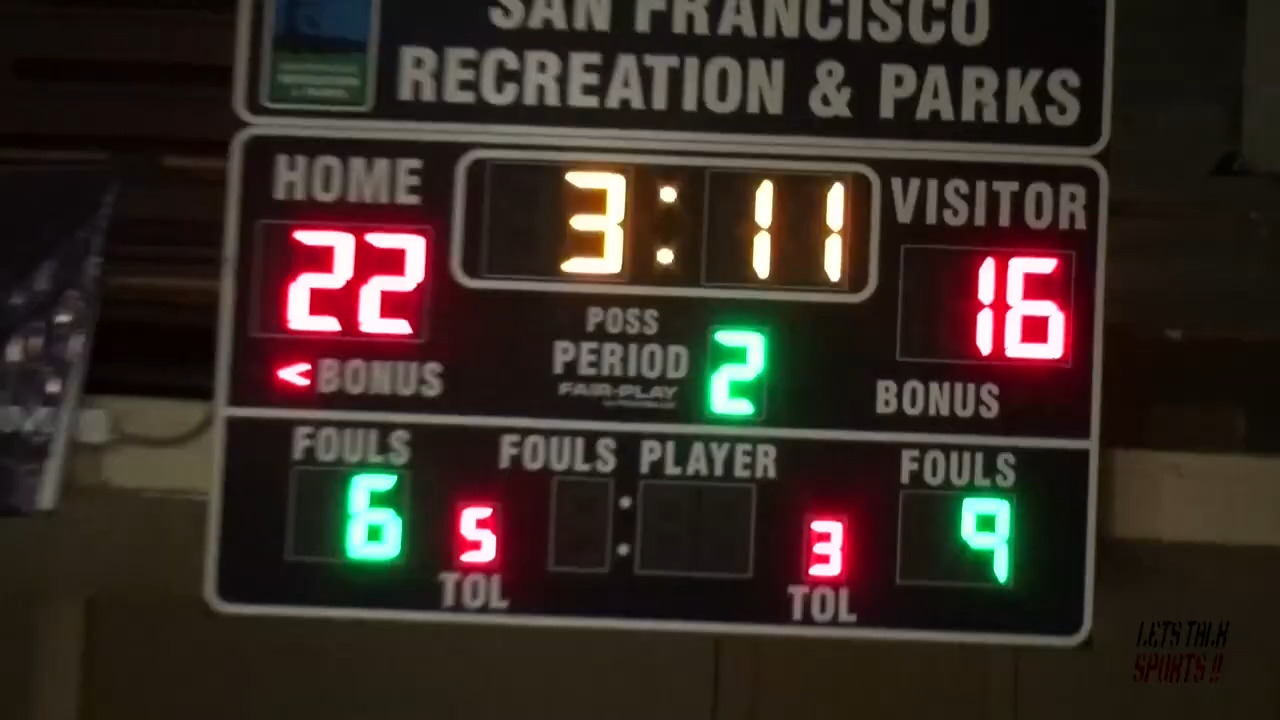 SAN FRANCISCO
RECREATION & PARKS
HOME
3:11
VISITOR
22
16
POSS
PERIOD
2
FAIR-PLAY
< BONUS
BONUS
FOULS
FOULS
PLAYER
FOULS
6
5
:
3
9
TOL
TOL
LETS TALK
SPORTS !!